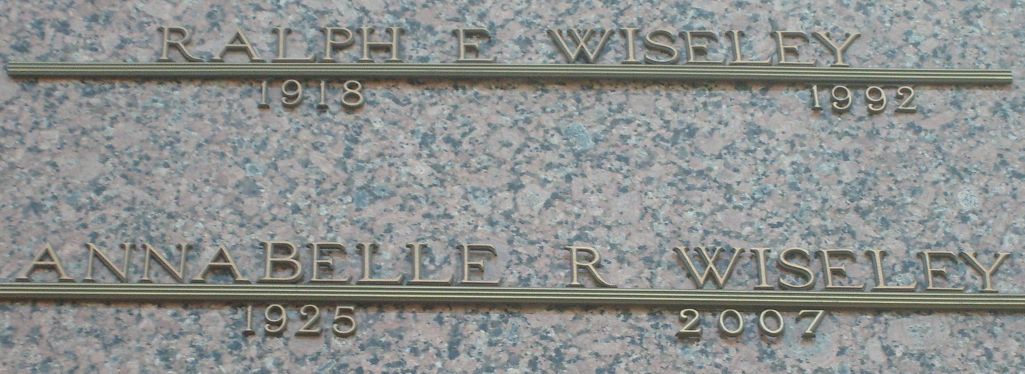 RALPH E WISELEY
1918 1992
ANNABELLE R WISELEY
1925 2007